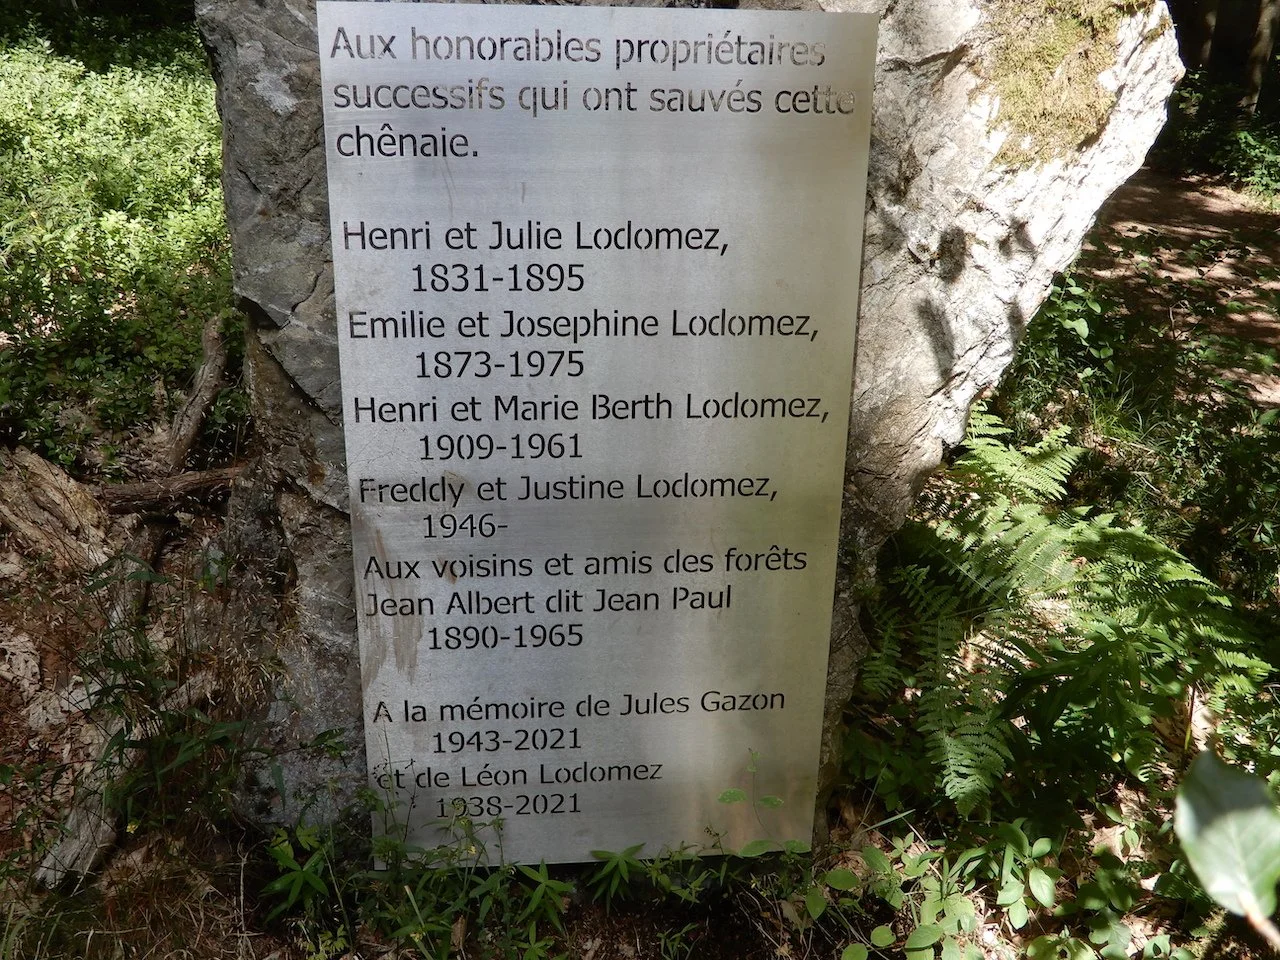 Aux honorables propriétaires
successifs qui ont sauvés cette
chênaie.
Henri et Julie Lodomez,
1831-1895
Emilie et Josephine Lodomez,
1873-1975
Henri et Marie Berth Lodomez,
1909-1961
Freddy et Justine Lodomez,
1946-
Aux voisins et amis des forêts
Jean Albert dit Jean Paul
1890-1965
A la mémoire de Jules Gazon
1943-2021
et de Léon Lodomez
1938-2021